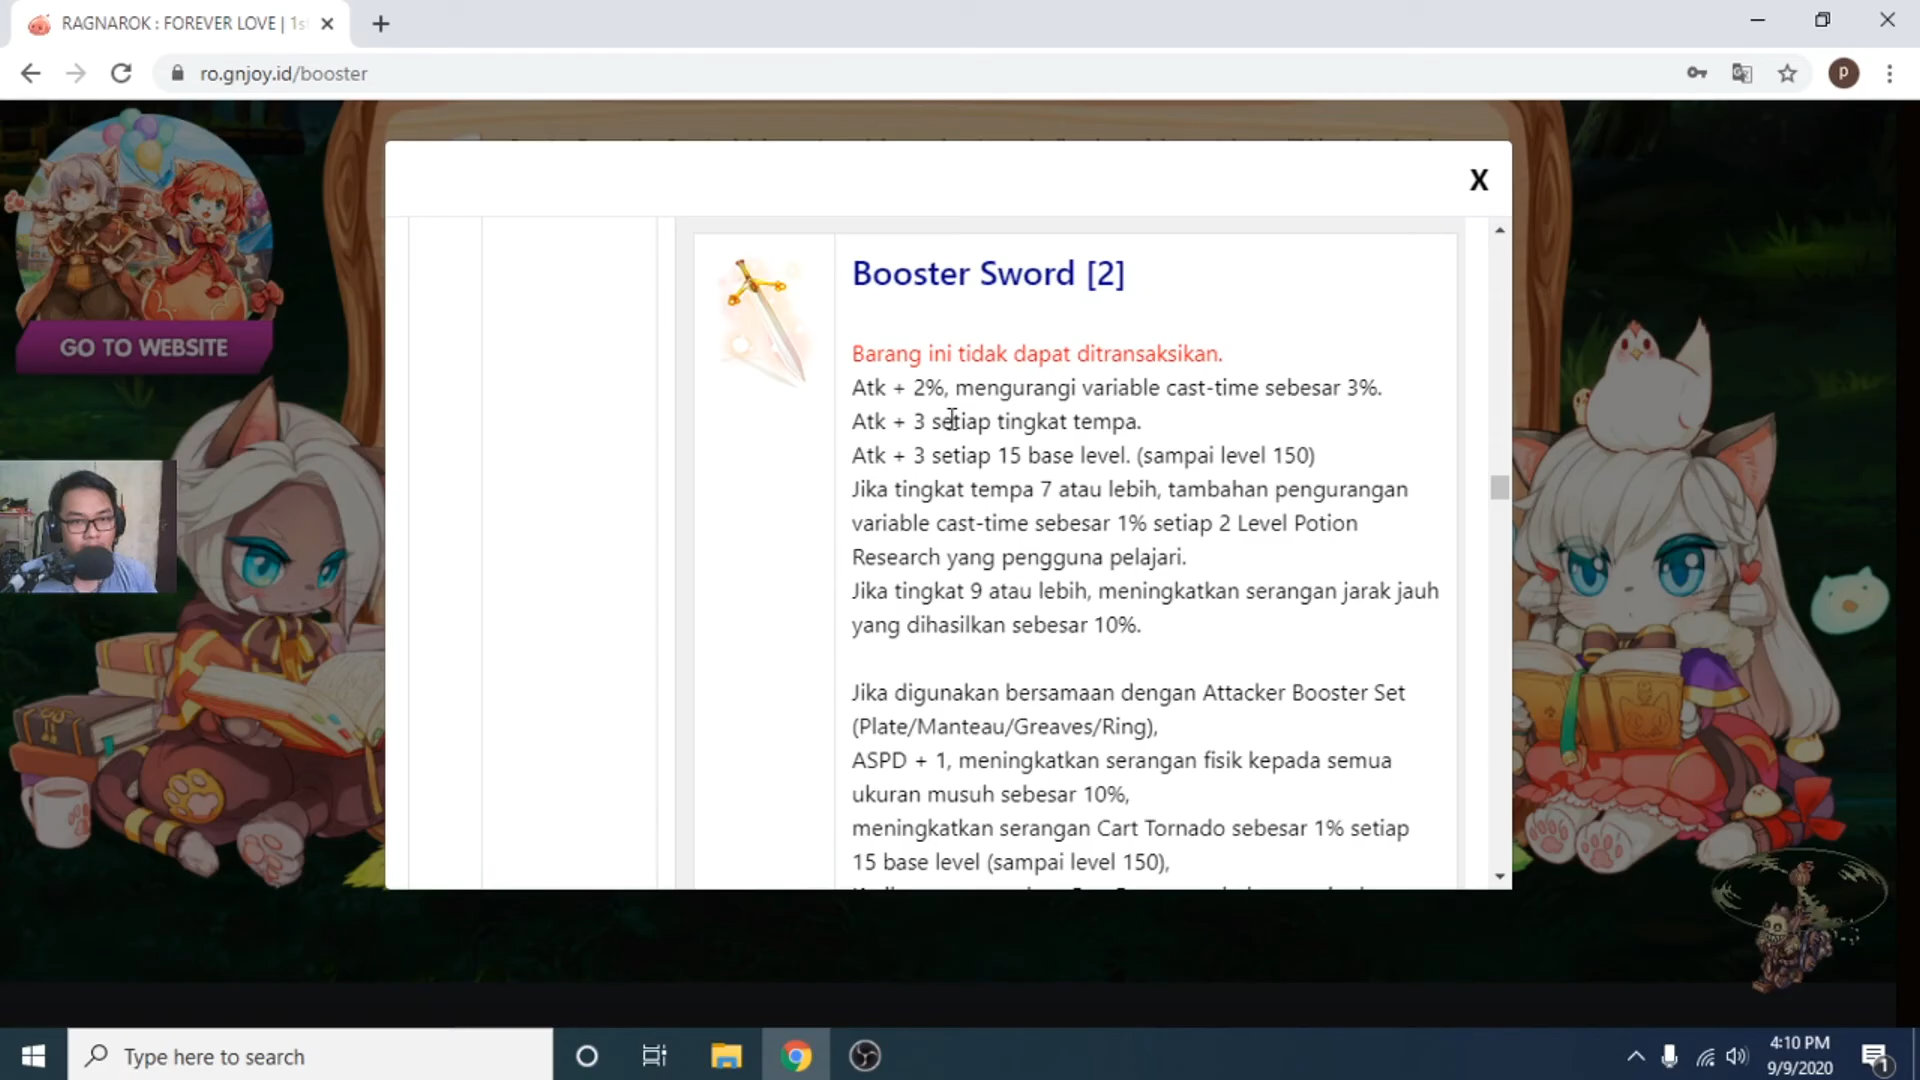 RAGNAROK : FOREVER LOVE | 1s
ro.gnjoy.id/booster
P
X
GO TO WEBSITE
Booster Sword [2]
Barang ini tidak dapat ditransaksikan.
Atk + 2%, mengurangi variable cast-time sebesar 3%.
Atk + 3 setiap tingkat tempa.
Atk + 3 setiap 15 base level. (sampai level 150)
Jika tingkat tempa 7 atau lebih, tambahan pengurangan
variable cast-time sebesar 1% setiap 2 Level Potion
Research yang pengguna pelajari.
Jika tingkat 9 atau lebih, meningkatkan serangan jarak jauh
yang dihasilkan sebesar 10%.
Jika digunakan bersamaan dengan Attacker Booster Set
(Plate/Manteau/Greaves/Ring),
ASPD + 1, meningkatkan serangan fisik kepada semua
ukuran musuh sebesar 10%,
meningkatkan serangan Cart Tornado sebesar 1% setiap
15 base level (sampai level 150),
Type here to search
4:10 PM
9/9/2020
1